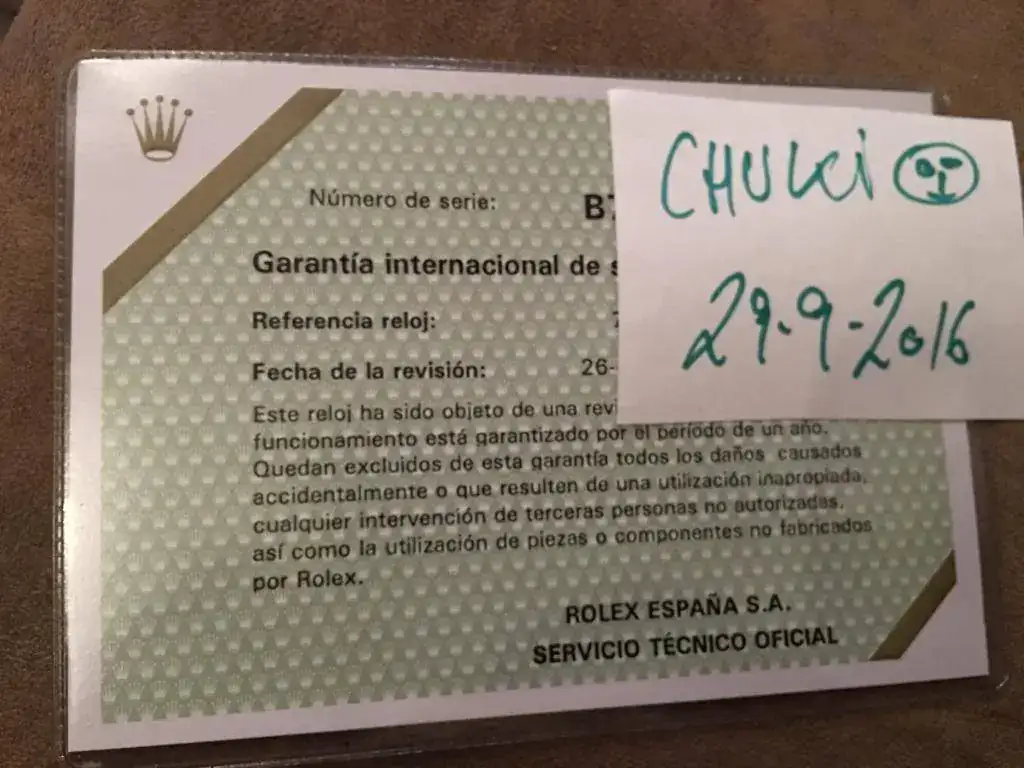 Número de serie: B7
Garantía internacional de s
Referencia reloj:
Fecha de la revisión: 26-
Este reloj ha sido objeto de una revi
funcionamiento está garantizado por el período de un año.
Quedan excluidos de esta garantía todos los daños causados
accidentalmente o que resulten de una utilización inapropiada,
cualquier intervención de terceras personas no autorizadas,
así como la utilización de piezas o componentes no fabricados
por Rolex.
ROLEX ESPAÑA S.A.
SERVICIO TÉCNICO OFICIAL
CHUKCI
29-9-2016